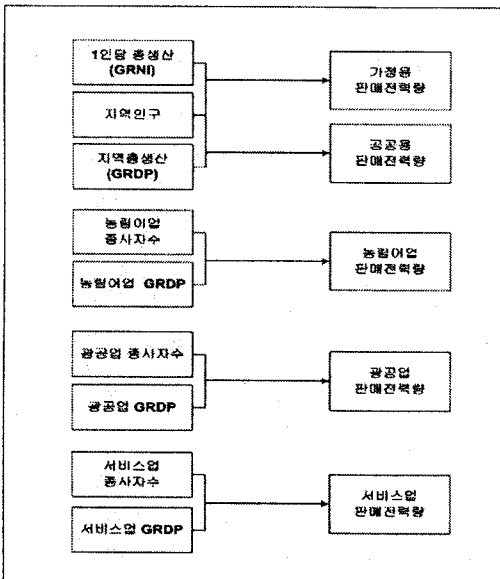 1인당 총생산
(GRNI)
지역인구
지역총생산
(GRDP)
가정용
판매전력량
공공용
판매전력량
농림어업
종사자수
농림어업 GRDP
농림어업
판매전력량
광공업 종사자수
광공업 GRDP
광공업
판매전력량
서비스업
종사자수
서비스업 GRDP
서비스업
판매전력량